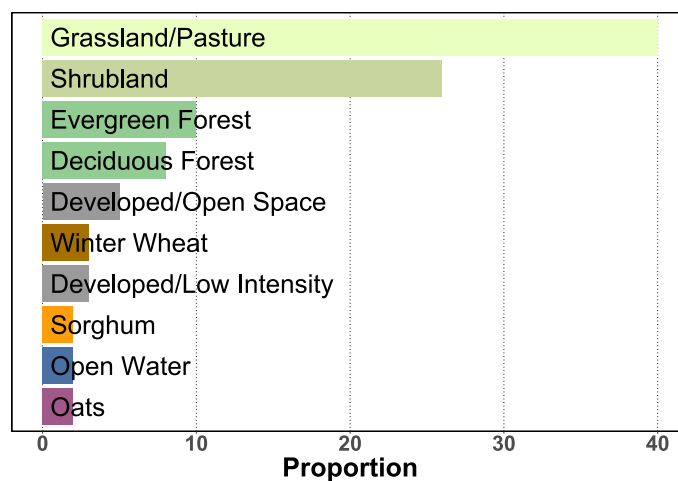 Grassland/Pasture
Shrubland
Evergreen Forest
Deciduous Forest
Developed/Open Space
Winter Wheat
Developed/Low Intensity
Sorghum
Open Water
Oats
0 10 20 30 40
Proportion